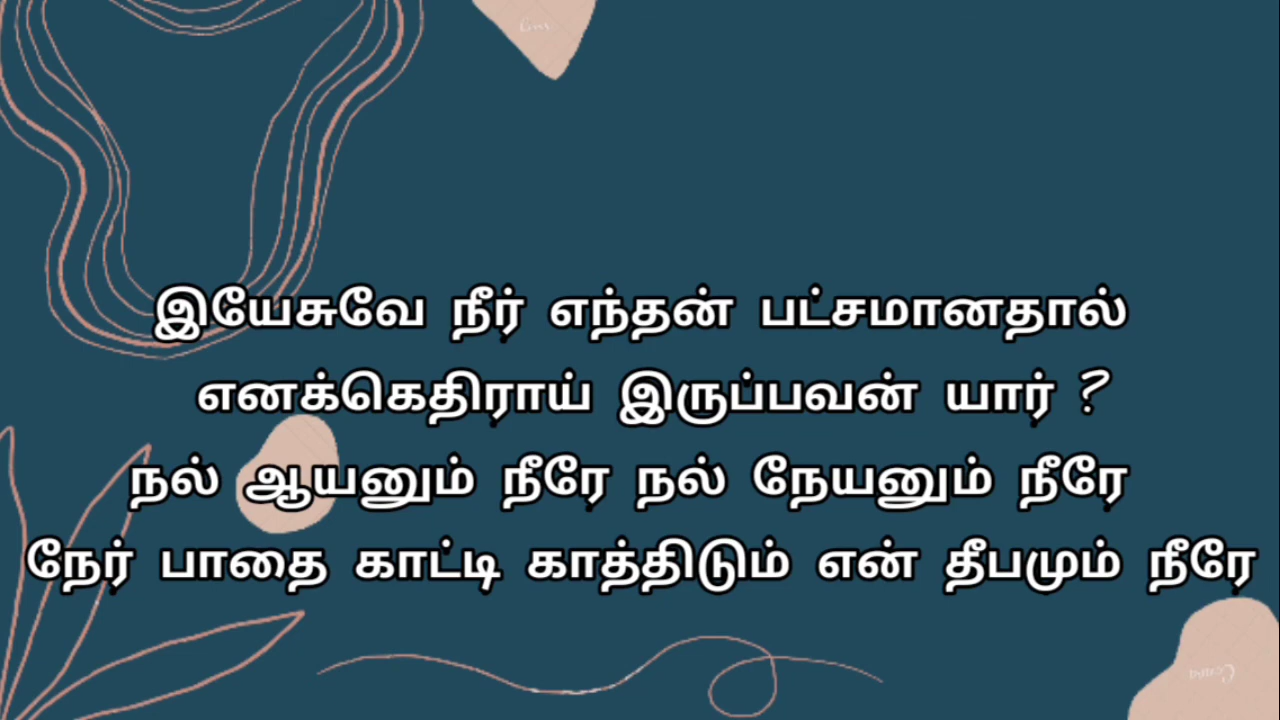 இயேசுவே நீர் எந்தன் பட்சமானதால்
எனக்கெதிராய் இருப்பவன் யார் ?
நல் ஆயனும் நீரே நல் நேயனும் நீரே
நேர் பாதை காட்டி காத்திடும் என் தீபமும் நீரே